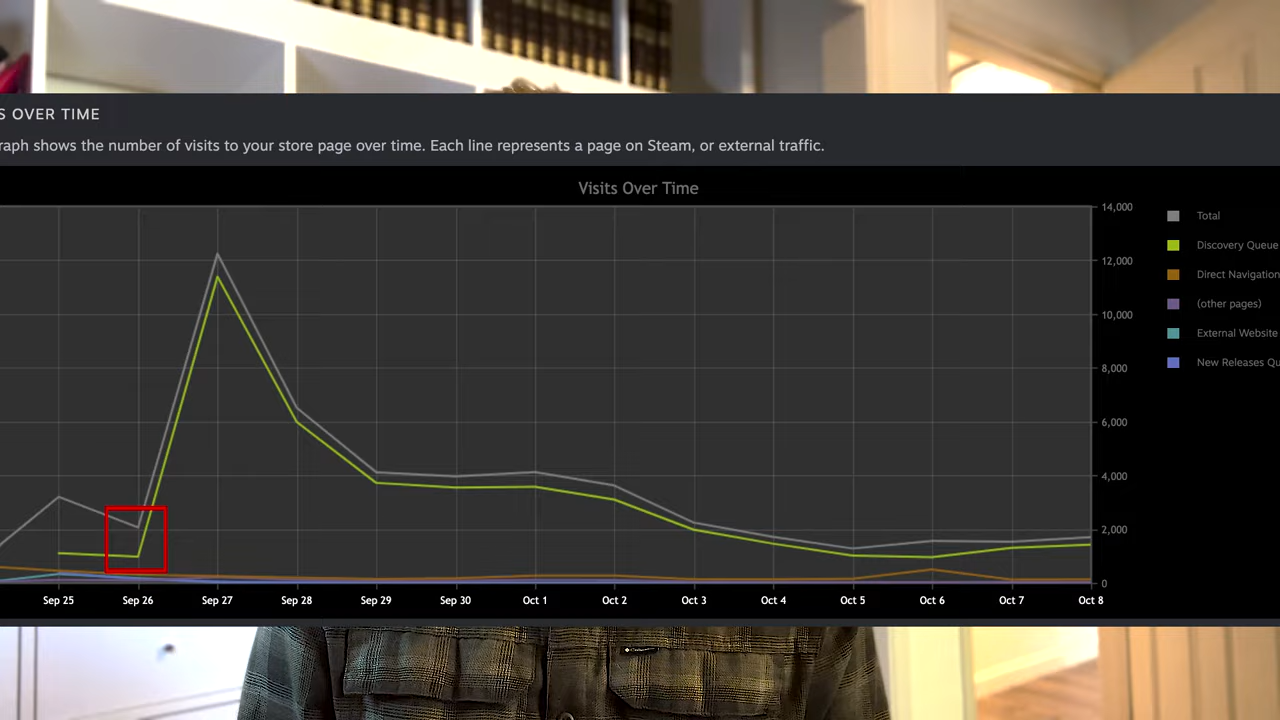 S OVER TIME
raph shows the number of visits to your store page over time. Each line represents a page on Steam, or external traffic.
Visits Over Time
14,000
12,000
10,000
8,000
6,000
4,000
2,000
0
Total
Discovery Queue
Direct Navigation
(other pages)
External Website
New Releases Qu
Sep 25 Sep 26 Sep 27 Sep 28 Sep 29 Sep 30 Oct 1 Oct 2 Oct 3 Oct 4 Oct 5 Oct 6 Oct 7 Oct 8